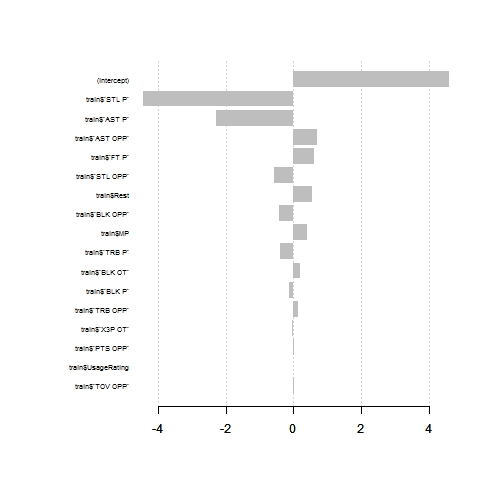 (Intercept)
train$`STL P`
train$`AST P`
train$`AST OPP`
train$`FT P`
train$`STL OPP`
train$Rest
train$`BLK OPP`
train$MP
train$`TRB P`
train$`BLK OT`
train$`BLK P`
train$`TRB OPP`
train$`X3P OT`
train$`PTS OPP`
train$UsageRating
train$`TOV OPP`
-4 -2 0 2 4